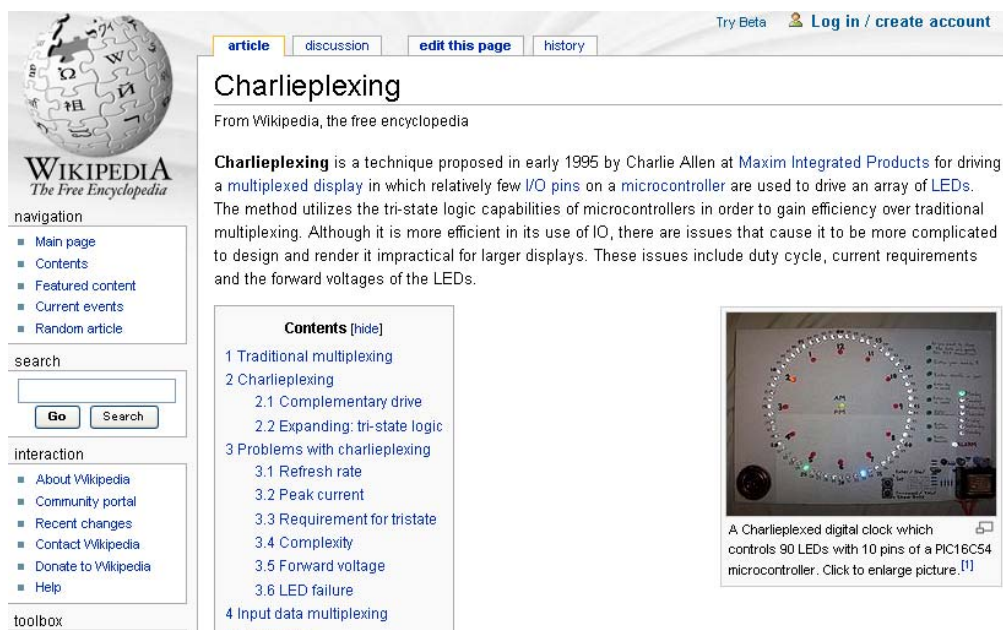 Try Beta Log in / create account
article discussion edit this page history
Charlieplexing
From Wikipedia, the free encyclopedia
Charlieplexing is a technique proposed in early 1995 by Charlie Allen at Maxim Integrated Products for driving
a multiplexed display in which relatively few I/O pins on a microcontroller are used to drive an array of LEDs.
The method utilizes the tri-state logic capabilities of microcontrollers in order to gain efficiency over traditional
multiplexing. Although it is more efficient in its use of IO, there are issues that cause it to be more complicated
to design and render it impractical for larger displays. These issues include duty cycle, current requirements
and the forward voltages of the LEDs.
WIKIPEDIA
The Free Encyclopedia
navigation
Main page
Contents
Featured content
Current events
Random article
search
Go Search
interaction
About Wikipedia
Community portal
Recent changes
Contact Wikipedia
Donate to Wikipedia
Help
toolbox
Contents [hide]
1 Traditional multiplexing
2 Charlieplexing
2.1 Complementary drive
2.2 Expanding: tri-state logic
3 Problems with charlieplexing
3.1 Refresh rate
3.2 Peak current
3.3 Requirement for tristate
3.4 Complexity
3.5 Forward voltage
3.6 LED failure
4 Input data multiplexing
A Charlieplexed digital clock which
controls 90 LEDs with 10 pins of a PIC16C54
microcontroller. Click to enlarge picture.[1]